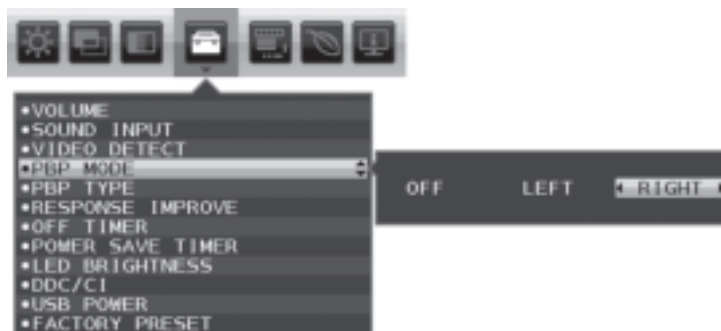 •VOLUME
•SOUND INPUT
•VIDEO DETECT
•PBP MODE
OFF LEFT RIGHT
•PBP TYPE
•RESPONSE IMPROVE
•OFF TIMER
•POWER SAVE TIMER
•LED BRIGHTNESS
•DDC/CI
•USB POWER
•FACTORY PRESET